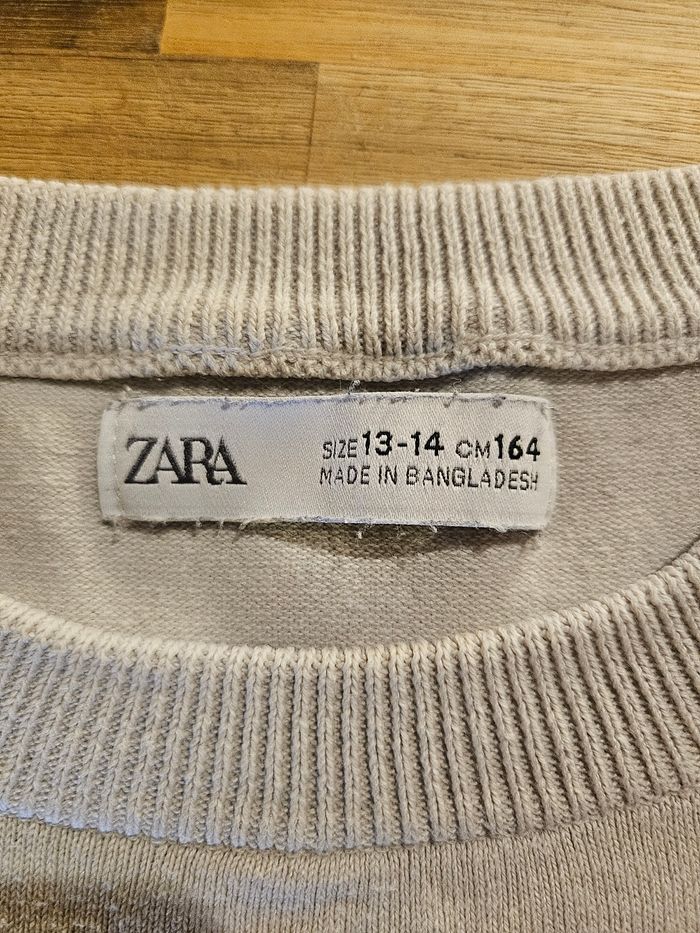 ZARA
SIZE 13-14 CM 164
MADE IN BANGLADESH